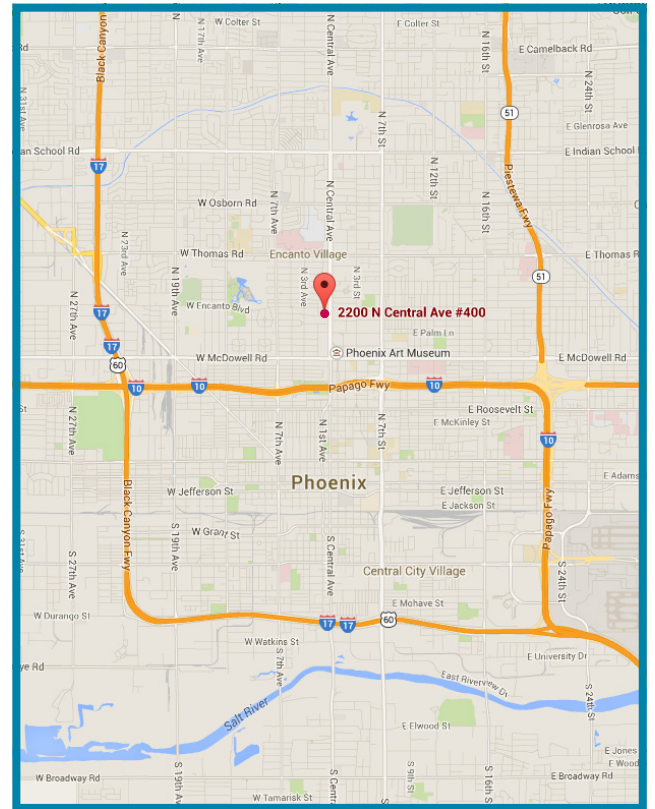 W Colter St
E Colter St
N 17th Ave
N Central Ave
N 16th St
Black Canyon
E Camelback Rd
N 24th St
N 31st Ave
51
E Glenrosa Ave
an School Rd
E Indian School
17
N 7th St
N 12th St
Piestewa Fwy
W Osborn Rd
N 7th Ave
N Central Ave
N 16th St
N 23rd Ave
W Thomas Rd
Encanto Village
E Thomas R
N 19th Ave
N 3rd Ave
N 3rd St
51
N 27th Ave
W Encanto Blvd
17
2200 N Central Ave #400
E Palm Ln
17
60
W McDowell Rd
Phoenix Art Museum
E McDowell Rd
10
10
Papago Fwy
10
N 27th Ave
E Roosevelt St
E McKinley St
10
N 7th Ave
N 1st Ave
N 7th St
Phoenix
E Adams
W Jefferson St
E Jefferson St
E Jackson St
Black Canyon Fwy
Papago Fwy
S 19th Ave
W Grant St
S Central Ave
S 27th Ave
Central City Village
S 24th St
E Mohave St
W Durango St
17
17
60
W Watkins St
E University Dr
ye Rd
S 7th Ave
East Riverview Dr
Salt River
S 24th St
E Elwood St
E Jones
E Wood
W Broadway Rd
S 19th Ave
S Centra
S 9th St
S 16th St
E Broadway Rd
W Tamarisk St